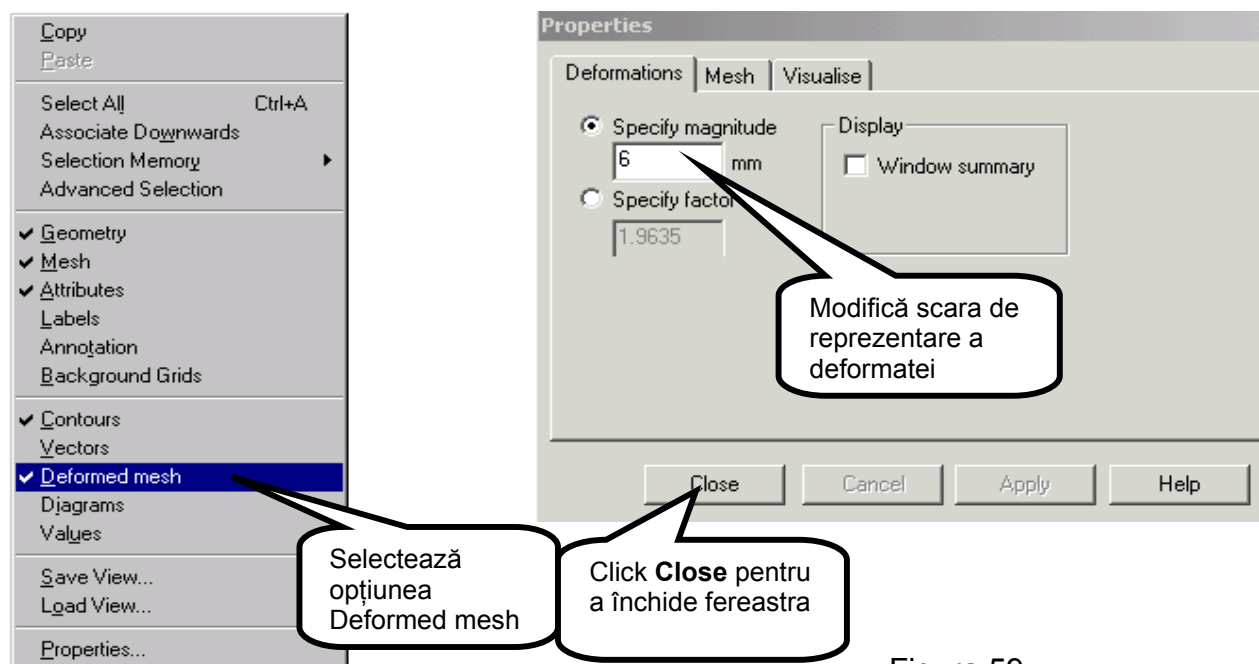 Copy
Paste
Select All Ctrl+A
Associate Downwards
Selection Memory
Advanced Selection
Geometry
Mesh
Attributes
Labels
Annotation
Background Grids
Contours
Vectors
Deformed mesh
Diagrams
Values
Save View...
Load View...
Properties...
Selectează
opțiunea
Deformed mesh
Properties
Deformations Mesh Visualise
Specify magnitude
6 mm
Specify factor
1.9635
Display
Window summary
Modifică scara de
reprezentare a
deformatei
Close Cancel Apply Help
Click Close pentru
a închide fereastra
Figura 59